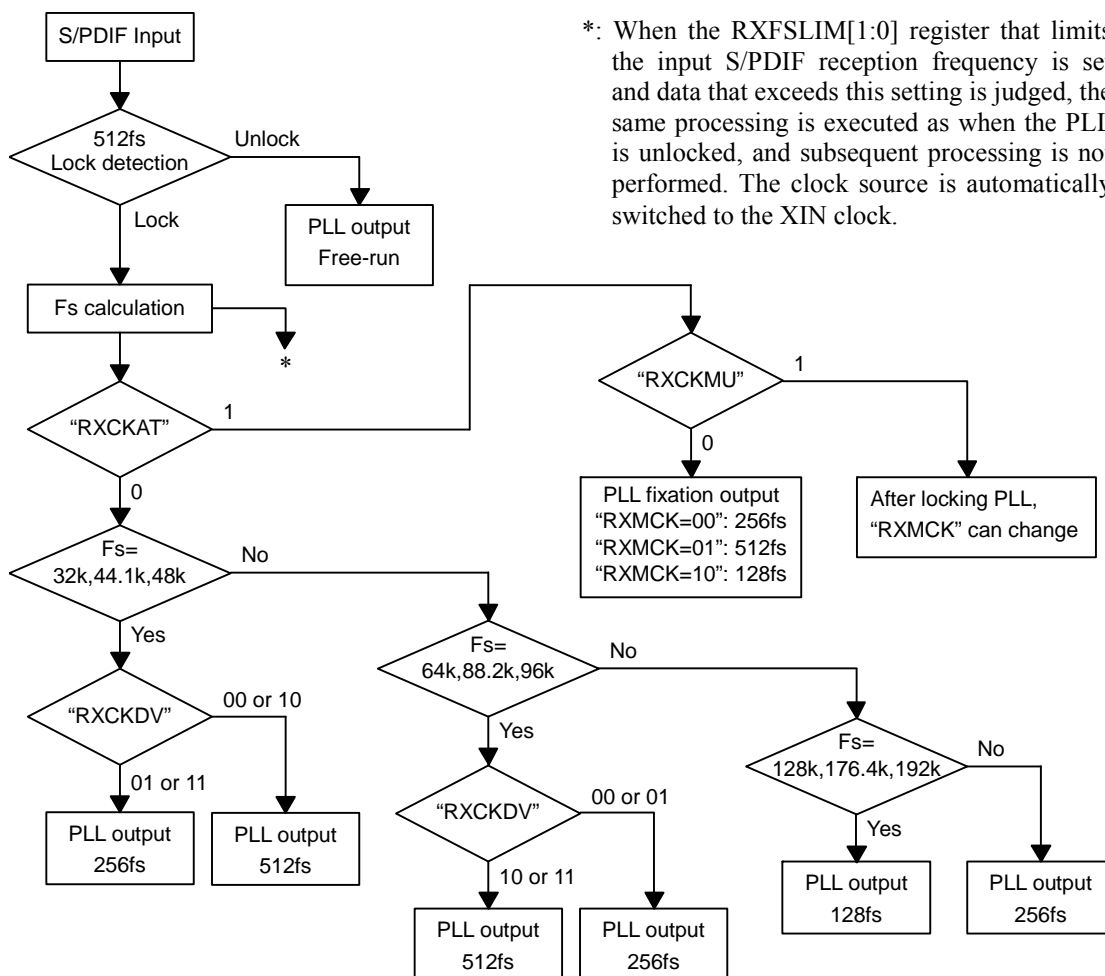 S/PDIF Input
*: When the RXFSLIM[1:0] register that limits
the input S/PDIF reception frequency is se
and data that exceeds this setting is judged, the
same processing is executed as when the PLL
is unlocked, and subsequent processing is no
performed. The clock source is automatically
switched to the XIN clock.
512fs
Lock detection
Unlock
Lock
PLL output
Free-run
Fs calculation
*
“RXCKAT”
1
0
“RXCKMU”
1
0
PLL fixation output
“RXMCK=00”: 256fs
“RXMCK=01”: 512fs
“RXMCK=10”: 128fs
After locking PLL,
“RXMCK” can change
Fs=
32k,44.1k,48k
No
Yes
Fs=
64k,88.2k,96k
No
Yes
“RXCKDV”
00 or 10
01 or 11
PLL output
256fs
PLL output
512fs
“RXCKDV”
00 or 01
10 or 11
PLL output
512fs
PLL output
256fs
Fs=
128k,176.4k,192k
No
Yes
PLL output
128fs
PLL output
256fs